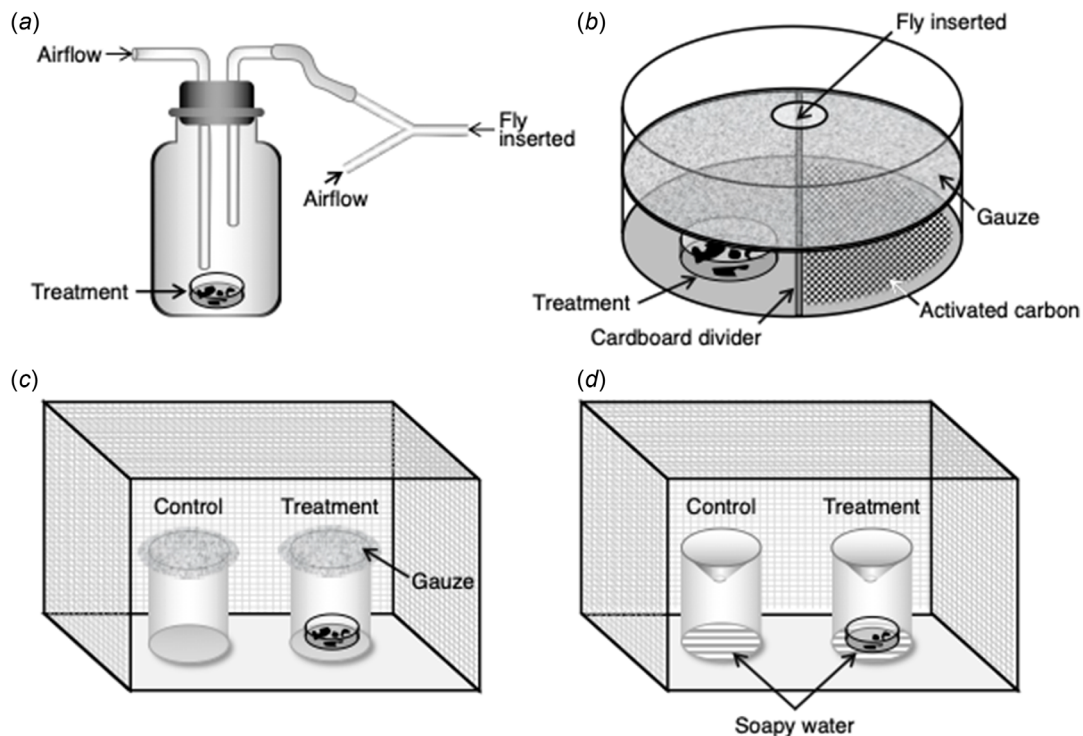 (a)
Airflow
Fly
inserted
Airflow
Treatment
(b)
Fly inserted
Gauze
Treatment
Activated carbon
Cardboard divider
(c)
Control
Treatment
Gauze
(d)
Control
Treatment
Soapy water